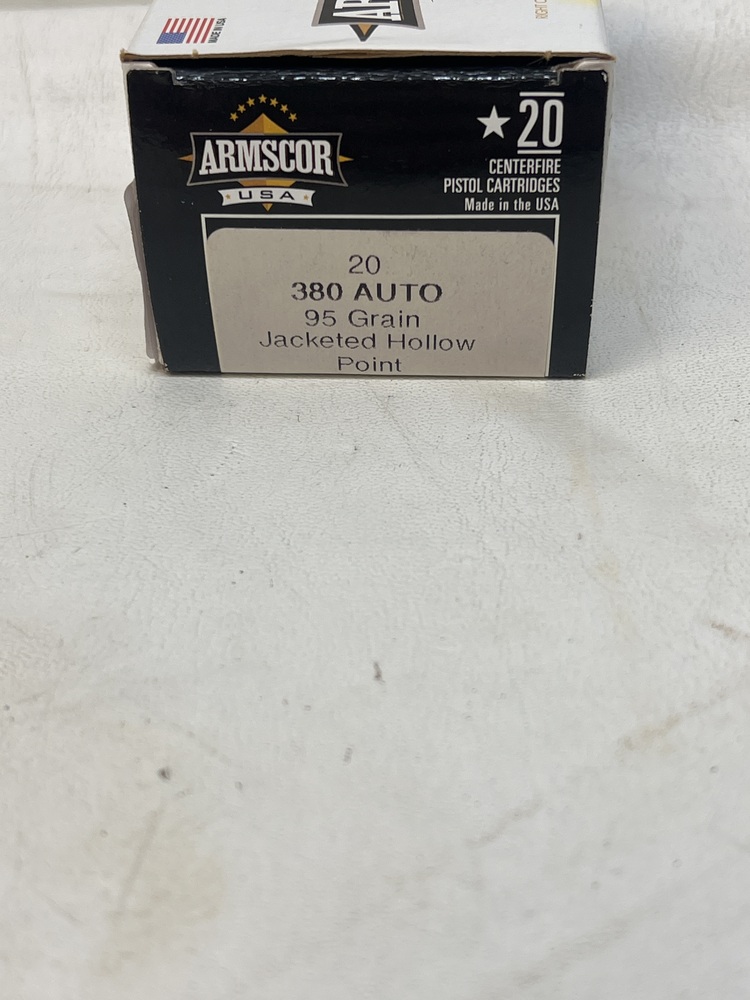 MADE IN USA
ARMSCOR
USA
20
CENTERFIRE
PISTOL CARTRIDGES
Made in the USA
20
380 AUTO
95 Grain
Jacketed Hollow
Point